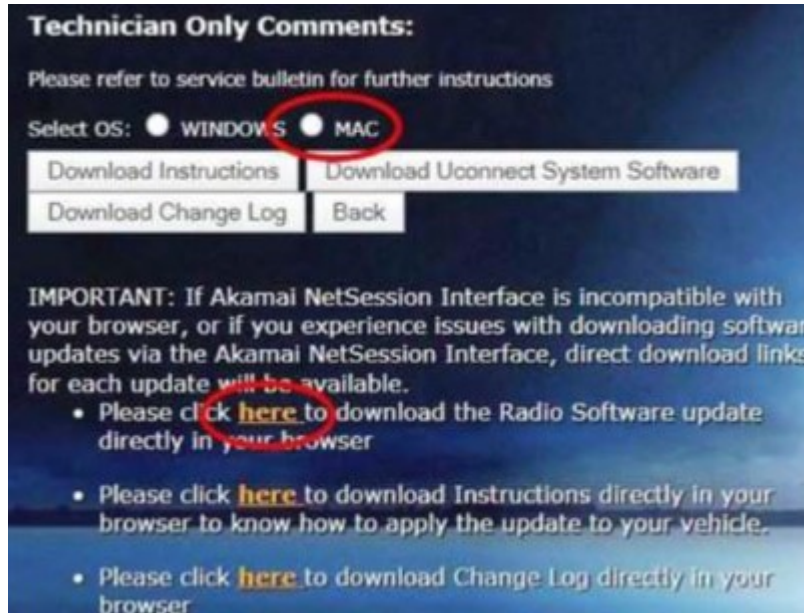 Technician Only Comments:
Please refer to service bulletin for further instructions
Select OS: WINDOWS MAC
Download Instructions Download Uconnect System Software
Download Change Log Back
IMPORTANT: If Akamai NetSession Interface is incompatible with
your browser, or if you experience issues with downloading softwar
updates via the Akamai NetSession Interface, direct download links
for each update will be available.
• Please click here to download the Radio Software update
directly in your browser
• Please click here to download Instructions directly in your
browser to know how to apply the update to your vehicle.
• Please click here to download Change Log directly in your
browser